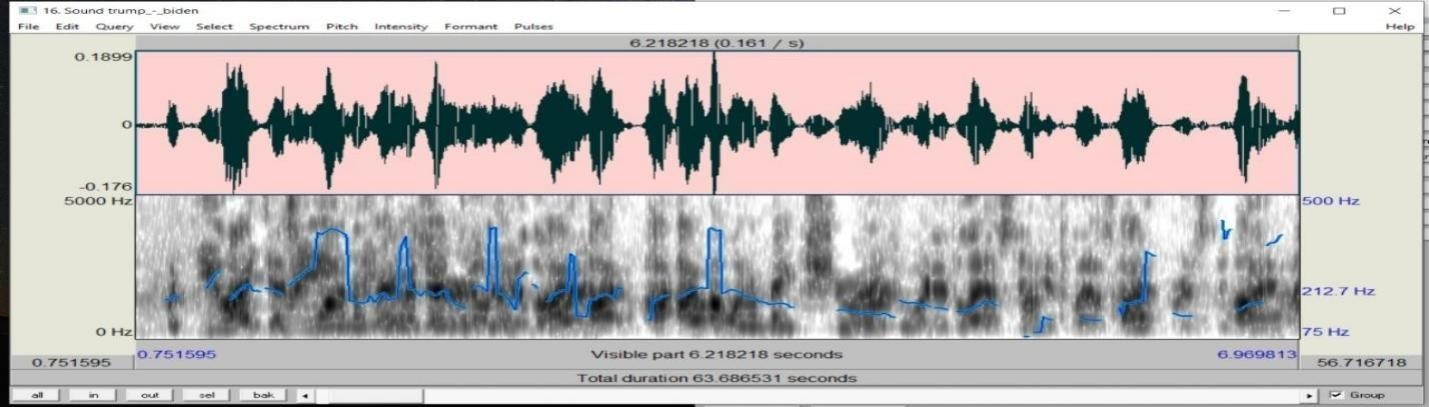 16. Sound trump_-_biden
File Edit Query View Select Spectrum Pitch Intensity Formant Pulses Help
6.218218 (0.161 / s)
0.1899
0
-0.176
5000 Hz 500 Hz
212.7 Hz
0 Hz 75 Hz
0.751595 0.751595 Visible part 6.218218 seconds 6.969813 56.716718
Total duration 63.686531 seconds
all in out sel bak Group